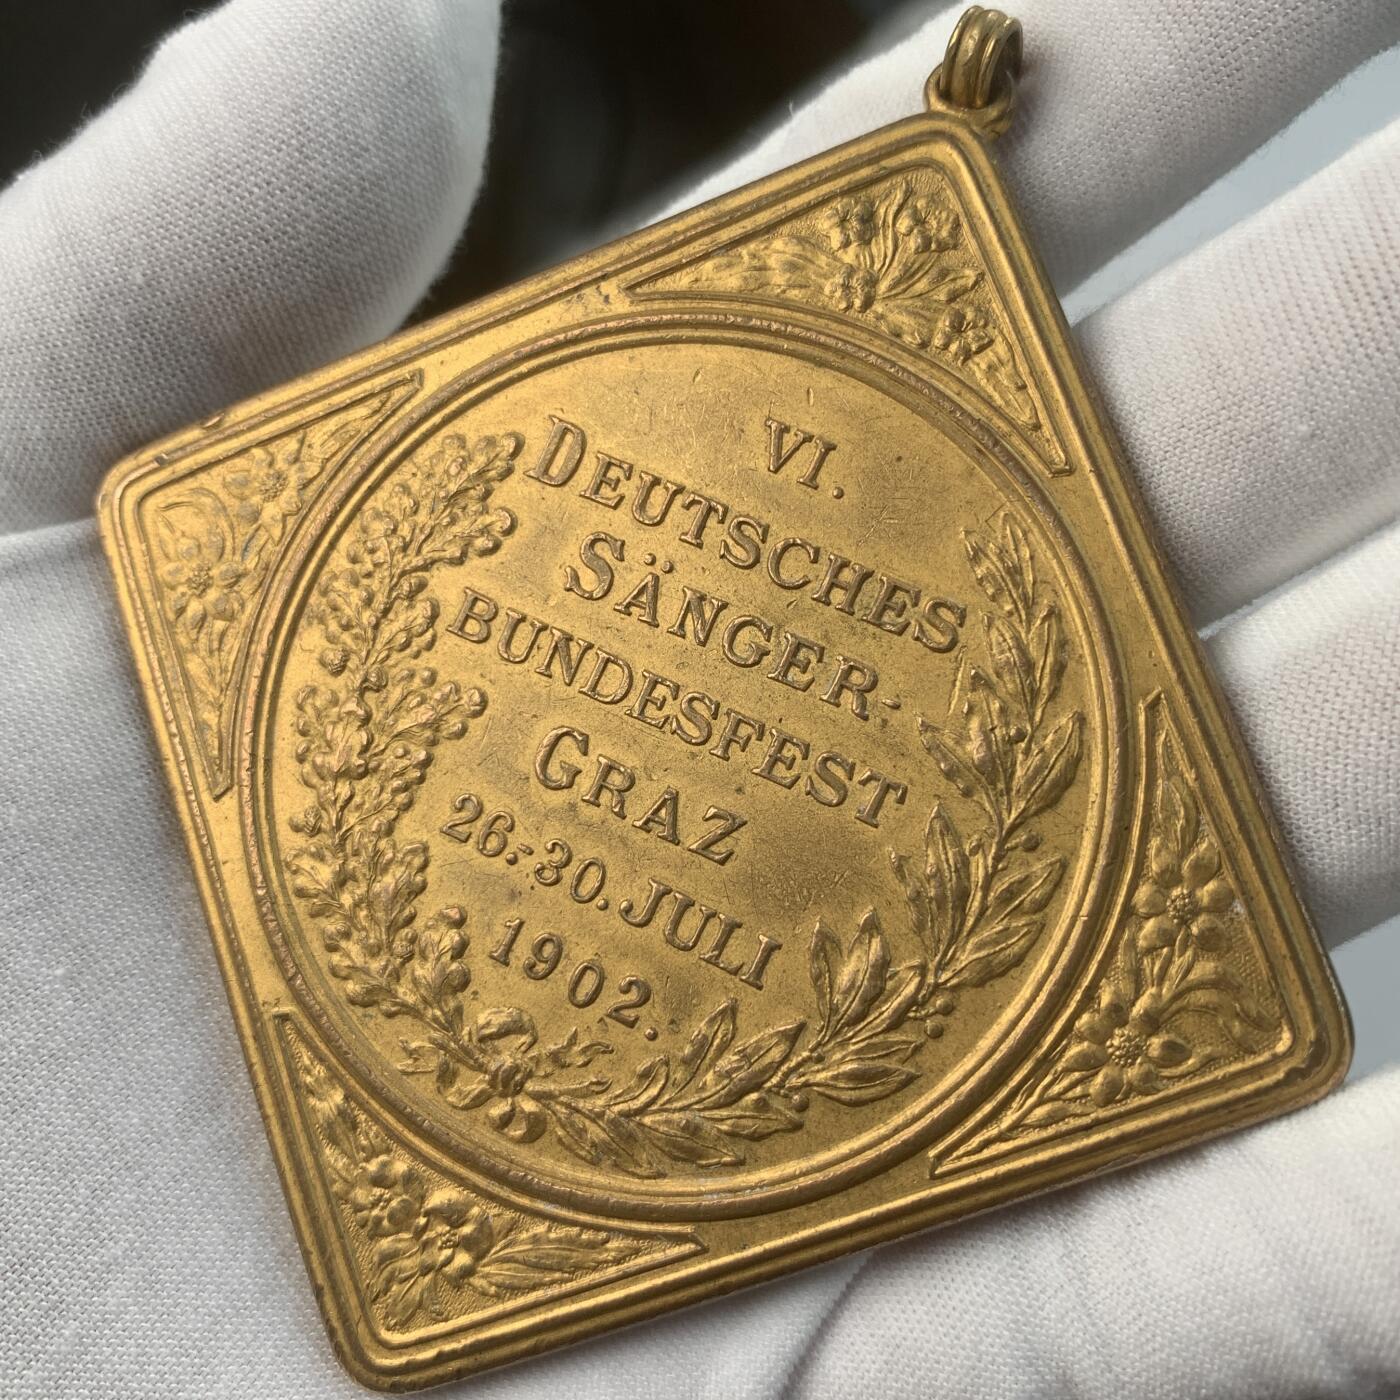 VI.
DEUTSCHES
SÄNGER-
BUNDESFEST
GRAZ
26.-30. JULI
1902.